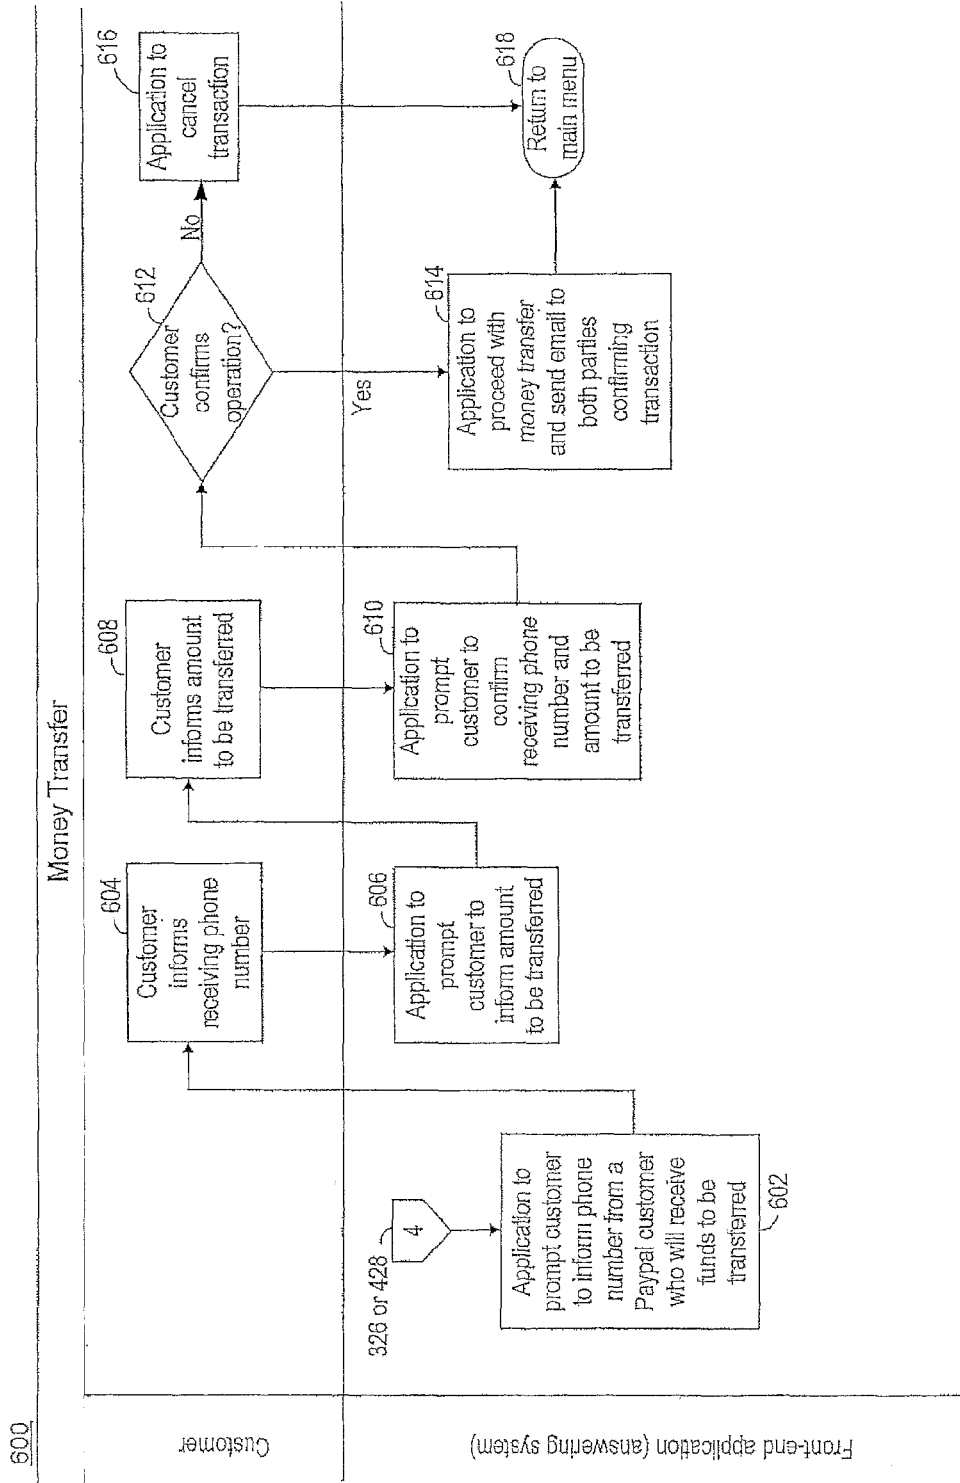 600
Money Transfer
Customer
Front-end application (answering system)
326 or 428
4
Application to
prompt customer
to inform phone
number from a
Paypal customer
who will receive
funds to be
transferred
602
604
Customer
informs
receiving phone
number
606
Application to
prompt
customer to
inform amount
to be transferred
608
Customer
informs amount
to be transferred
610
Application to
prompt
customer to
confirm
receiving phone
number and
amount to be
transferred
612
Customer
confirms
operation?
No
Yes
614
Application to
proceed with
money transfer
and send email to
both parties
confirming
transaction
616
Application to
cancel
transaction
618
Return to
main menu